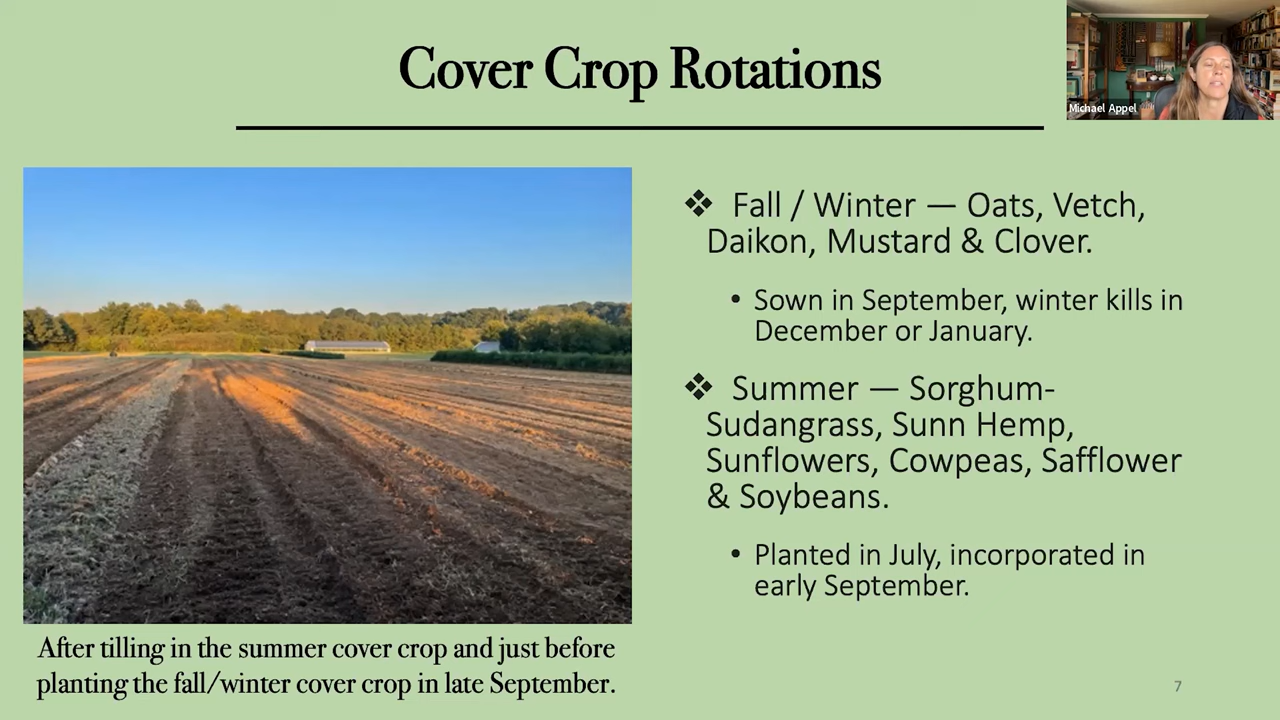 Cover Crop Rotations
Michael Appel
❖ Fall / Winter — Oats, Vetch,
Daikon, Mustard & Clover.
• Sown in September, winter kills in
December or January.
❖ Summer — Sorghum-
Sudangrass, Sunn Hemp,
Sunflowers, Cowpeas, Safflower
& Soybeans.
• Planted in July, incorporated in
early September.
After tilling in the summer cover crop and just before
planting the fall/winter cover crop in late September.
7